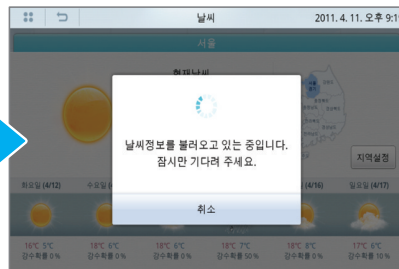 날씨
2011. 4. 11. 오후 9:19
서울
현재날씨
날씨정보를 불러오고 있는 중입니다.
잠시만 기다려 주세요.
취소
지역설정
화요일 (4/12)
수요일 (4
(4/16)
일요일 (4/17)
16℃ 5℃
18℃ 6℃
18℃ 6℃
18℃ 7℃
18℃ 8℃
17℃ 8℃
강수확률 0%
강수확률 0%
강수확률 0%
강수확률 50%
강수확률 0%
강수확률 10%